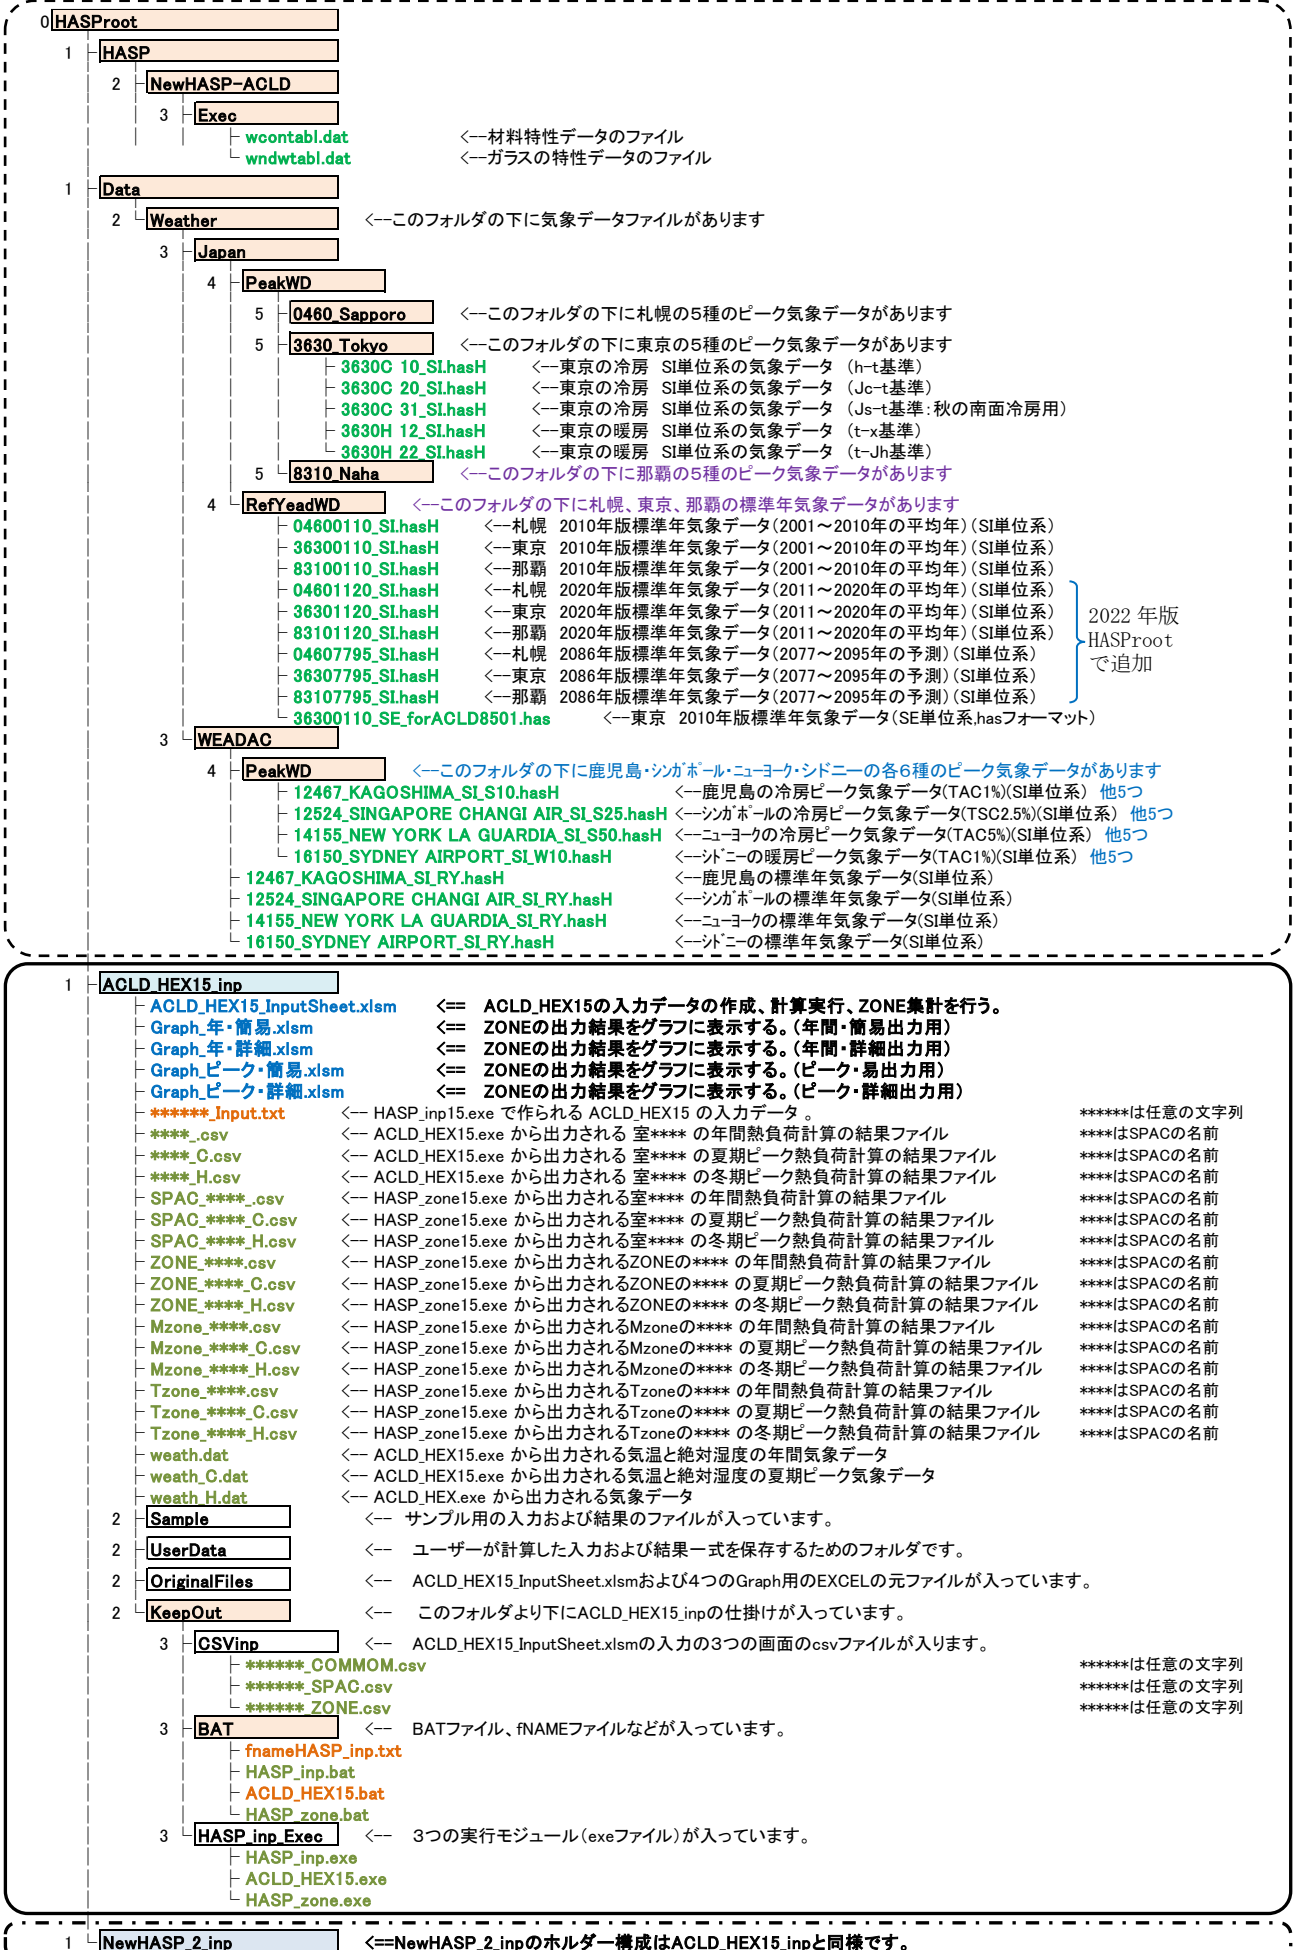 0 HASProot
1 HASP
2 NewHASP-ACLD
3 Exec
wcontabl.dat <--材料特性データのファイル
wndwtabl.dat <--ガラスの特性データのファイル
1 Data
2 Weather <--このフォルダの下に気象データファイルがあります
3 Japan
4 PeakWD
5 0460_Sapporo <--このフォルダの下に札幌の5種のピーク気象データがあります
5 3630_Tokyo <--このフォルダの下に東京の5種のピーク気象データがあります
3630C 10_SI.hasH <--東京の冷房 SI単位系の気象データ (h-t基準)
3630C 20_SI.hasH <--東京の冷房 SI単位系の気象データ (Jc-t基準)
3630C 31_SI.hasH <--東京の冷房 SI単位系の気象データ (Js-t基準:秋の南面冷房用)
3630H 12_SI.hasH <--東京の暖房 SI単位系の気象データ (t-x基準)
3630H 22_SI.hasH <--東京の暖房 SI単位系の気象データ (t-Jh基準)
5 8310_Naha <--このフォルダの下に那覇の5種のピーク気象データがあります
4 RefYeadWD <--このフォルダの下に札幌、東京、那覇の標準年気象データがあります
04600110_SI.hasH <--札幌 2010年版標準年気象データ(2001~2010年の平均年)(SI単位系)
36300110_SI.hasH <--東京 2010年版標準年気象データ(2001~2010年の平均年)(SI単位系)
83100110_SI.hasH <--那覇 2010年版標準年気象データ(2001~2010年の平均年)(SI単位系)
04601120_SI.hasH <--札幌 2020年版標準年気象データ(2011~2020年の平均年)(SI単位系)
36301120_SI.hasH <--東京 2020年版標準年気象データ(2011~2020年の平均年)(SI単位系)
83101120_SI.hasH <--那覇 2020年版標準年気象データ(2011~2020年の平均年)(SI単位系)
04607795_SI.hasH <--札幌 2086年版標準年気象データ(2077~2095年の予測)(SI単位系)
36307795_SI.hasH <--東京 2086年版標準年気象データ(2077~2095年の予測)(SI単位系)
83107795_SI.hasH <--那覇 2086年版標準年気象データ(2077~2095年の予測)(SI単位系)
2022 年版
HASProot
で追加
36300110_SE_forACLD8501.has <--東京 2010年版標準年気象データ(SE単位系,hasフォーマット)
3 WEADAC
4 PeakWD <--このフォルダの下に鹿児島・シンガポール・ニューヨーク・シドニーの各6種のピーク気象データがあります
12467_KAGOSHIMA_SI_S10.hasH <--鹿児島の冷房ピーク気象データ(TAC1%)(SI単位系) 他5つ
12524_SINGAPORE CHANGI AIR_SI_S25.hasH <--シンガポールの冷房ピーク気象データ(TSC2.5%)(SI単位系) 他5つ
14155_NEW YORK LA GUARDIA_SI_S50.hasH <--ニューヨークの冷房ピーク気象データ(TAC5%)(SI単位系) 他5つ
16150_SYDNEY AIRPORT_SI_W10.hasH <--シドニーの暖房ピーク気象データ(TAC1%)(SI単位系) 他5つ
12467_KAGOSHIMA_SI_RY.hasH <--鹿児島の標準年気象データ(SI単位系)
12524_SINGAPORE CHANGI AIR_SI_RY.hasH <--シンガポールの標準年気象データ(SI単位系)
14155_NEW YORK LA GUARDIA_SI_RY.hasH <--ニューヨークの標準年気象データ(SI単位系)
16150_SYDNEY AIRPORT_SI_RY.hasH <--シドニーの標準年気象データ(SI単位系)
1 ACLD_HEX15_inp
ACLD_HEX15_InputSheet.xlsm <== ACLD_HEX15の入力データの作成、計算実行、ZONE集計を行う。
Graph_年・簡易.xlsm <== ZONEの出力結果をグラフに表示する。(年間・簡易出力用)
Graph_年・詳細.xlsm <== ZONEの出力結果をグラフに表示する。(年間・詳細出力用)
Graph_ピーク・簡易.xlsm <== ZONEの出力結果をグラフに表示する。(ピーク・易出力用)
Graph_ピーク・詳細.xlsm <== ZONEの出力結果をグラフに表示する。(ピーク・詳細出力用)
******_Input.txt <-- HASP_inp15.exe で作られる ACLD_HEX15 の入力データ 。 ******は任意の文字列
****_.csv <-- ACLD_HEX15.exe から出力される 室**** の年間熱負荷計算の結果ファイル ****はSPACの名前
****_C.csv <-- ACLD_HEX15.exe から出力される 室**** の夏期ピーク熱負荷計算の結果ファイル ****はSPACの名前
****_H.csv <-- ACLD_HEX15.exe から出力される 室**** の冬期ピーク熱負荷計算の結果ファイル ****はSPACの名前
SPAC_****_.csv <-- HASP_zone15.exe から出力される室**** の年間熱負荷計算の結果ファイル ****はSPACの名前
SPAC_****_C.csv <-- HASP_zone15.exe から出力される室**** の夏期ピーク熱負荷計算の結果ファイル ****はSPACの名前
SPAC_****_H.csv <-- HASP_zone15.exe から出力される室**** の冬期ピーク熱負荷計算の結果ファイル ****はSPACの名前
ZONE_****.csv <-- HASP_zone15.exe から出力されるZONEの**** の年間熱負荷計算の結果ファイル ****はSPACの名前
ZONE_****_C.csv <-- HASP_zone15.exe から出力されるZONEの**** の夏期ピーク熱負荷計算の結果ファイル ****はSPACの名前
ZONE_****_H.csv <-- HASP_zone15.exe から出力されるZONEの**** の冬期ピーク熱負荷計算の結果ファイル ****はSPACの名前
Mzone_****.csv <-- HASP_zone15.exe から出力されるMzoneの**** の年間熱負荷計算の結果ファイル ****はSPACの名前
Mzone_****_C.csv <-- HASP_zone15.exe から出力されるMzoneの**** の夏期ピーク熱負荷計算の結果ファイル ****はSPACの名前
Mzone_****_H.csv <-- HASP_zone15.exe から出力されるMzoneの**** の冬期ピーク熱負荷計算の結果ファイル ****はSPACの名前
Tzone_****.csv <-- HASP_zone15.exe から出力されるTzoneの**** の年間熱負荷計算の結果ファイル ****はSPACの名前
Tzone_****_C.csv <-- HASP_zone15.exe から出力されるTzoneの**** の夏期ピーク熱負荷計算の結果ファイル ****はSPACの名前
Tzone_****_H.csv <-- HASP_zone15.exe から出力されるTzoneの**** の冬期ピーク熱負荷計算の結果ファイル ****はSPACの名前
weath.dat <-- ACLD_HEX15.exe から出力される気温と絶対湿度の年間気象データ
weath_C.dat <-- ACLD_HEX15.exe から出力される気温と絶対湿度の夏期ピーク気象データ
weath_H.dat <-- ACLD_HEX.exe から出力される気象データ
2 Sample <-- サンプル用の入力および結果のファイルが入っています。
2 UserData <-- ユーザーが計算した入力および結果一式を保存するためのフォルダです。
2 OriginalFiles <-- ACLD_HEX15_InputSheet.xlsmおよび4つのGraph用のEXCELの元ファイルが入っています。
2 KeepOut <-- このフォルダより下にACLD_HEX15_inpの仕掛けが入っています。
3 CSVinp <-- ACLD_HEX15_InputSheet.xlsmの入力の3つの画面のcsvファイルが入ります。
******_COMMOM.csv ******は任意の文字列
******_SPAC.csv ******は任意の文字列
******_ZONE.csv ******は任意の文字列
3 BAT <-- BATファイル、fNAMEファイルなどが入っています。
fnameHASP_inp.txt
HASP_inp.bat
ACLD_HEX15.bat
HASP_zone.bat
3 HASP_inp_Exec <-- 3つの実行モジュール(exeファイル)が入っています。
HASP_inp.exe
ACLD_HEX15.exe
HASP_zone.exe
1 NewHASP_2_inp <==NewHASP_2_inpのホルダー構成はACLD_HEX15_inpと同様です。